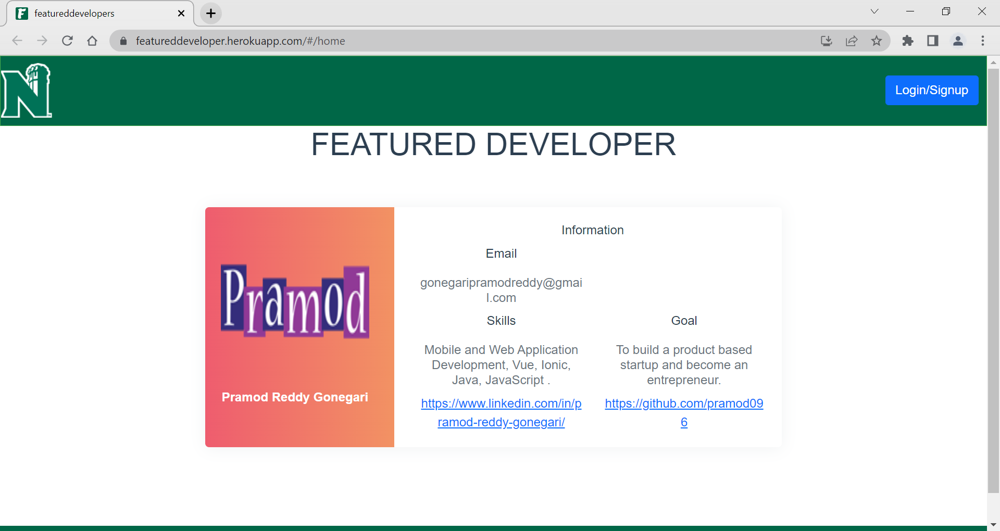 featureddevelopers
featureddeveloper.herokuapp.com/#/home
N
Login/Signup
FEATURED DEVELOPER
Information
Email
gonegaripramodreddy@gmai
l.com
Skills
Goal
Mobile and Web Application
Development, Vue, Ionic,
Java, JavaScript .
To build a product based
startup and become an
entrepreneur.
https://www.linkedin.com/in/p
ramod-reddy-gonegari/
https://github.com/pramod09
6
Pramod
Pramod Reddy Gonegari